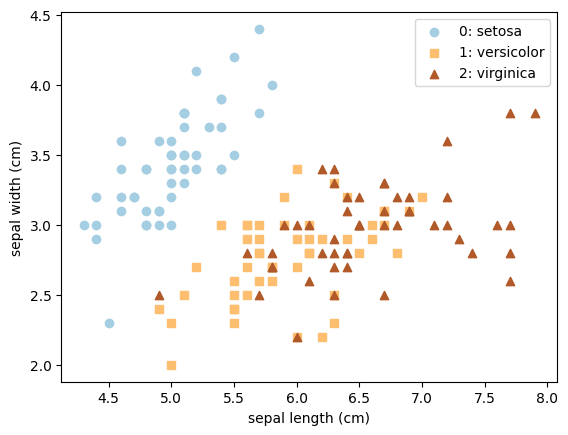 4.5
4.0
3.5
3.0
2.5
2.0
sepal width (cm)
0: setosa
1: versicolor
2: virginica
4.5
5.0
5.5
6.0
6.5
7.0
7.5
8.0
sepal length (cm)